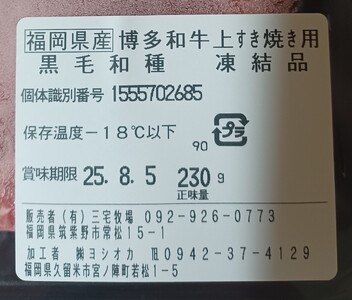 福岡県産 博多和牛上すき焼き用
黒毛和種 凍結品
個体識別番号 1555702685
保存温度-18℃以下
90 プラ
賞味期限 25.8.5 230g
正味量
販売者(有)三宅牧場 092-926-0773
福岡県筑紫野市常松15-1
加工者 ㈱ヨシオカ ℡0942-37-4129
福岡県久留米市宮ノ陣町若松1-5